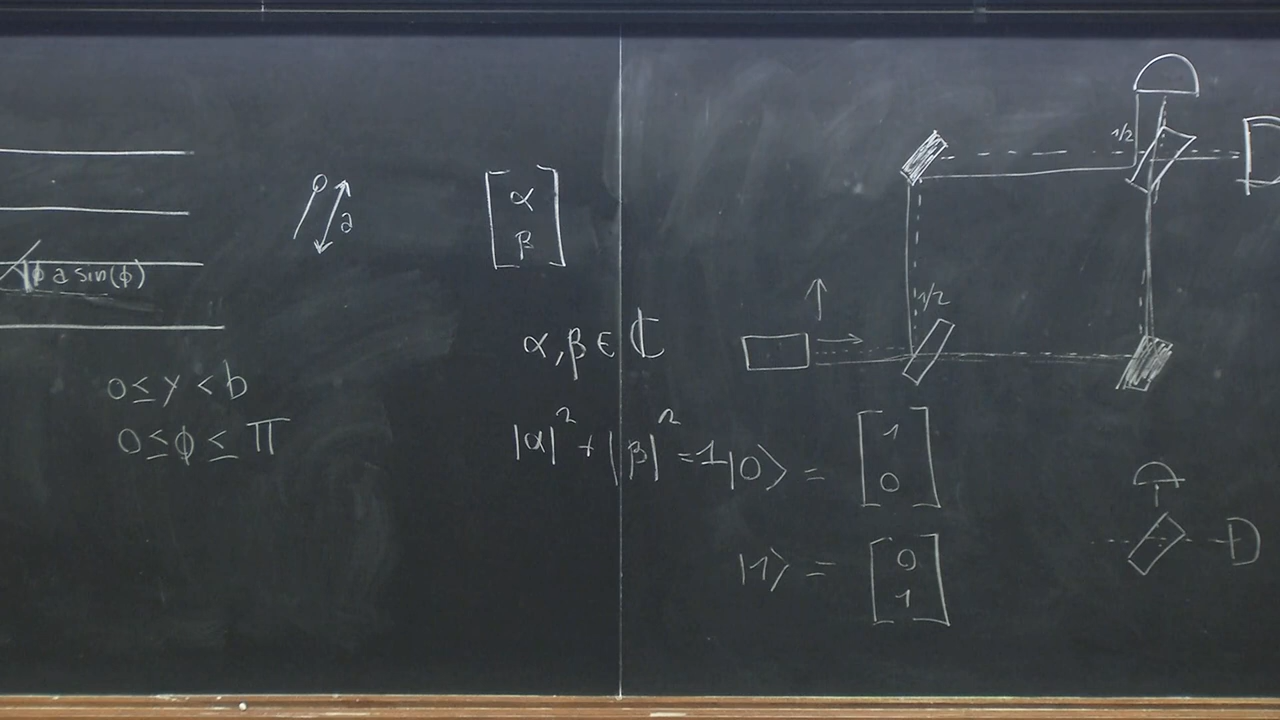 a
ϕ a sin(ϕ)
0 ≤ y < b
0 ≤ ϕ ≤ π
[α
β]
α, β ∈ ℂ
|α|² + |β|² = 1
1/2
1/2
|0⟩ = [1
0]
|1⟩ = [0
1]